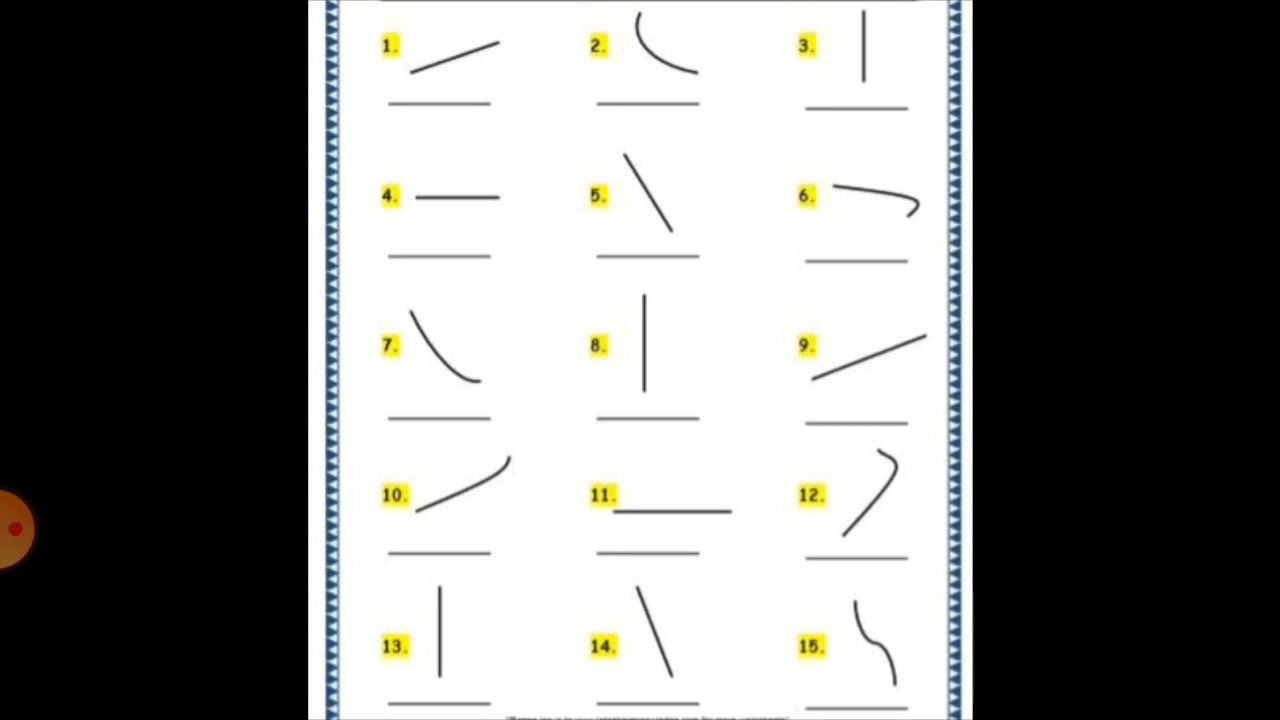 1. 2. 3.
4. 5. 6.
7. 8. 9.
10. 11. 12.
13. 14. 15.